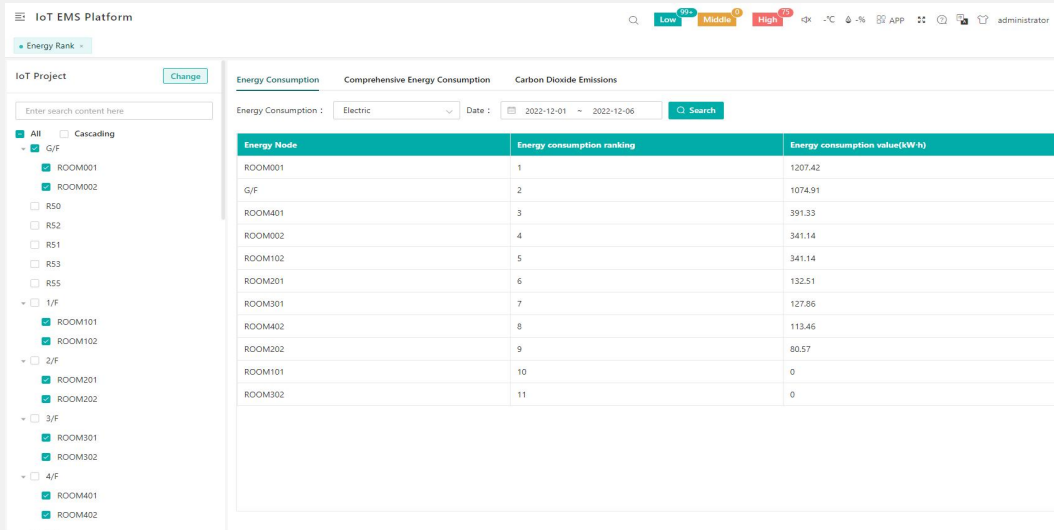 IoT EMS Platform
Low 99+ Middle 0 High 75 -℃ -% APP administrator
Energy Rank ×
IoT Project Change
Enter search content here
All Cascading
G/F
ROOM001
ROOM002
R50
R52
R51
R53
R55
1/F
ROOM101
ROOM102
2/F
ROOM201
ROOM202
3/F
ROOM301
ROOM302
4/F
ROOM401
ROOM402
Energy Consumption Comprehensive Energy Consumption Carbon Dioxide Emissions
Energy Consumption : Electric Date : 2022-12-01 ~ 2022-12-06 Search
Energy Node Energy consumption ranking Energy consumption value(kW·h)
ROOM001 1 1207.42
G/F 2 1074.91
ROOM401 3 391.33
ROOM002 4 341.14
ROOM102 5 341.14
ROOM201 6 132.51
ROOM301 7 127.86
ROOM402 8 113.46
ROOM202 9 80.57
ROOM101 10 0
ROOM302 11 0